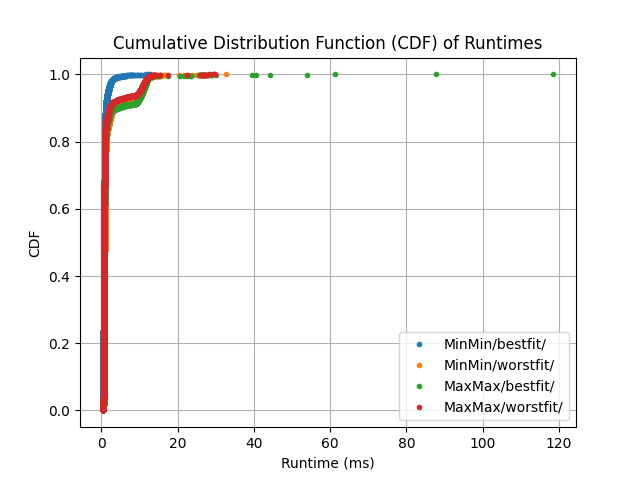 Cumulative Distribution Function (CDF) of Runtimes
1.0
0.8
0.6
0.4
0.2
0.0
CDF
0
20
40
60
80
100
120
Runtime (ms)
MinMin/bestfit/
MinMin/worstfit/
MaxMax/bestfit/
MaxMax/worstfit/